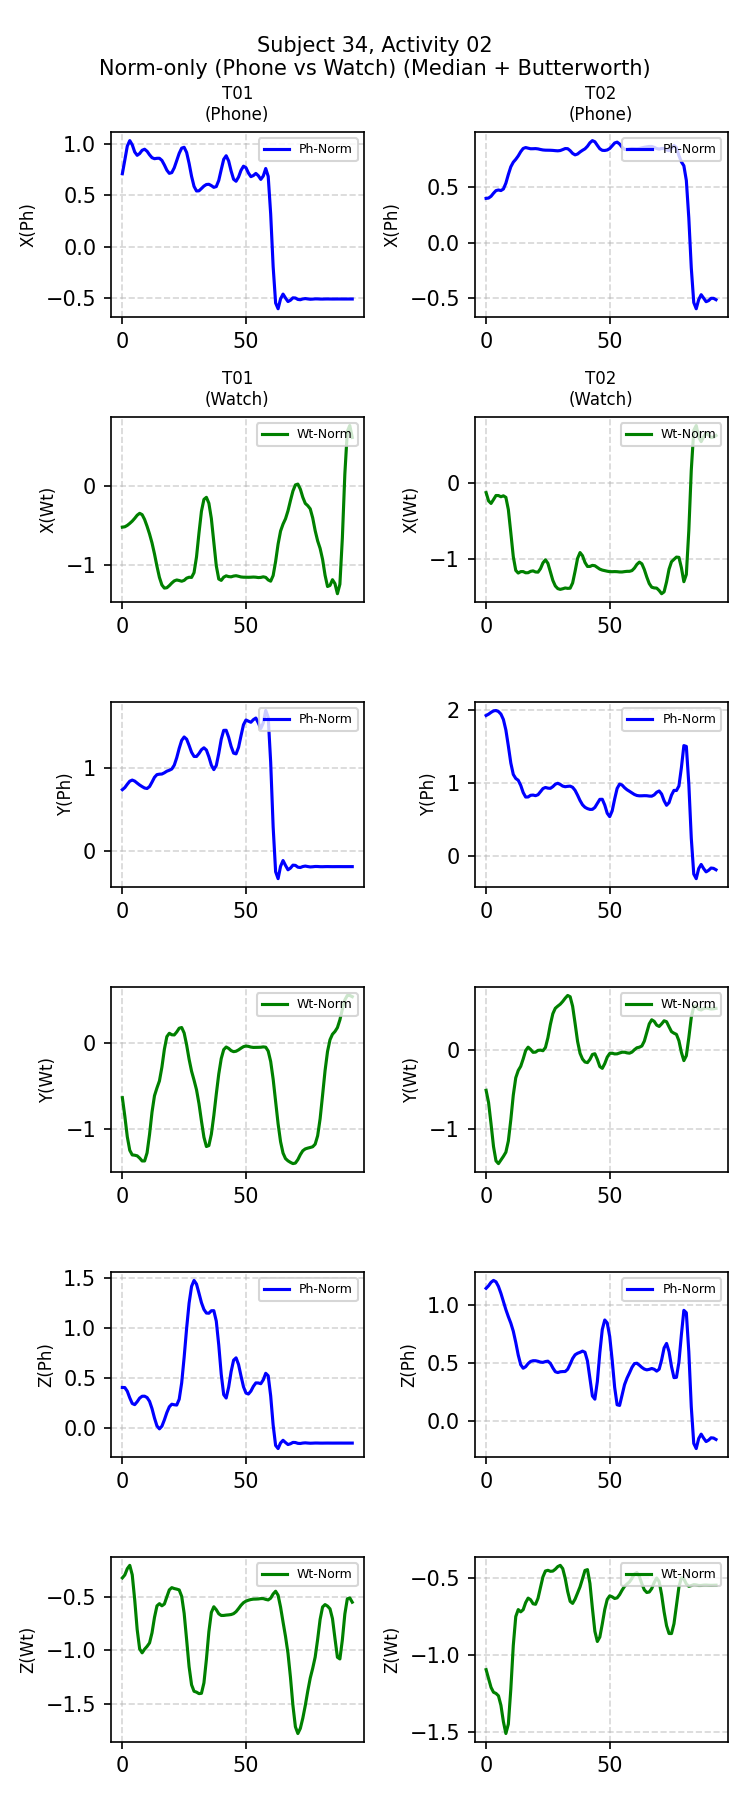 Subject 34, Activity 02
Norm-only (Phone vs Watch) (Median + Butterworth)
T01
(Phone)
T02
(Phone)
X(Ph)
1.0
0.5
0.0
−0.5
0
50
Ph-Norm
X(Ph)
0.5
0.0
−0.5
0
50
Ph-Norm
T01
(Watch)
T02
(Watch)
X(Wt)
0
−1
0
50
Wt-Norm
X(Wt)
0
−1
0
50
Wt-Norm
Y(Ph)
1
0
0
50
Ph-Norm
Y(Ph)
2
1
0
0
50
Ph-Norm
Y(Wt)
0
−1
0
50
Wt-Norm
Y(Wt)
0
−1
0
50
Wt-Norm
Z(Ph)
1.5
1.0
0.5
0.0
0
50
Ph-Norm
Z(Ph)
1.0
0.5
0.0
0
50
Ph-Norm
Z(Wt)
−0.5
−1.0
−1.5
0
50
Wt-Norm
Z(Wt)
−0.5
−1.0
−1.5
0
50
Wt-Norm